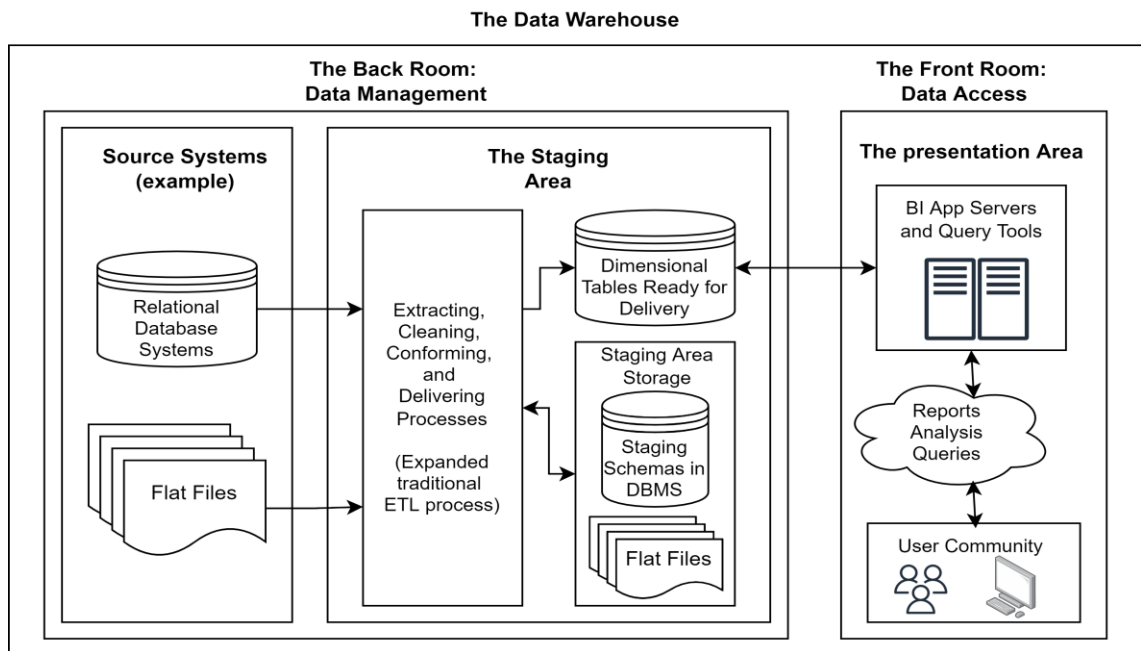 The Data Warehouse
The Back Room:
Data Management
The Front Room:
Data Access
Source Systems
(example)
The Staging
Area
The presentation Area
Relational
Database
Systems
Flat Files
Extracting,
Cleaning,
Conforming,
and
Delivering
Processes
(Expanded
traditional
ETL process)
Dimensional
Tables Ready for
Delivery
Staging Area
Storage
Staging
Schemas in
DBMS
Flat Files
BI App Servers
and Query Tools
Reports
Analysis
Queries
User Community